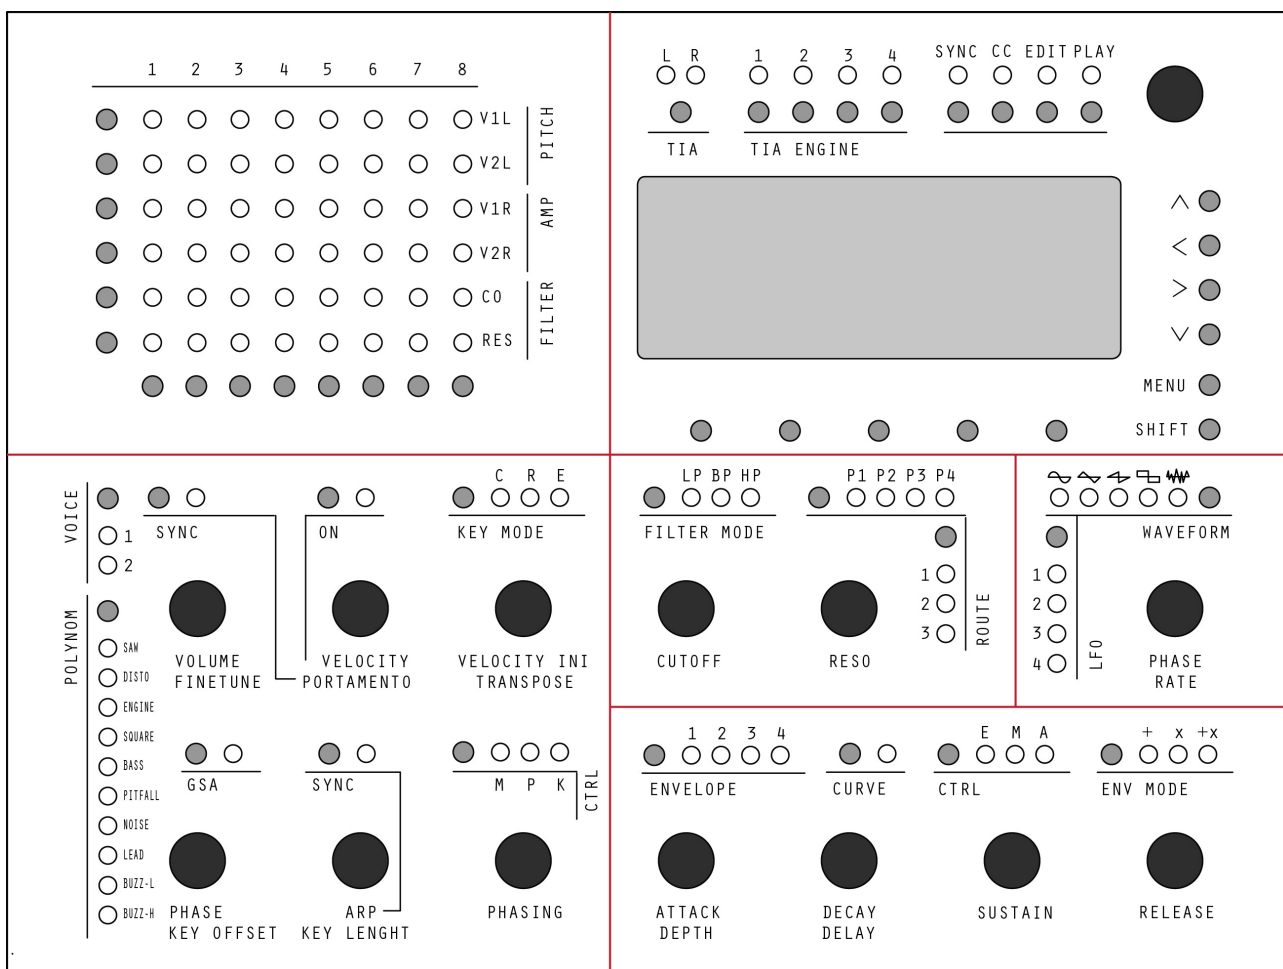 1 2 3 4 5 6 7 8
V1L
V2L
PITCH
V1R
V2R
AMP
CO
RES
FILTER
L R
TIA
1 2 3 4
TIA ENGINE
SYNC CC EDIT PLAY
MENU
SHIFT
VOICE
1
2
SYNC
ON
C R E
KEY MODE
VOLUME
FINETUNE
VELOCITY
PORTAMENTO
VELOCITY INI
TRANSPOSE
POLYNOM
SAW
DISTO
ENGINE
SQUARE
BASS
PITFALL
NOISE
LEAD
BUZZ-L
BUZZ-H
GSA
SYNC
M P K
CTRL
PHASE
KEY OFFSET
ARP
KEY LENGHT
PHASING
LP BP HP
FILTER MODE
P1 P2 P3 P4
1
2
3
ROUTE
CUTOFF
RESO
WAVEFORM
1
2
3
4
LFO
PHASE
RATE
1 2 3 4
ENVELOPE
CURVE
E M A
CTRL
+ x +x
ENV MODE
ATTACK
DEPTH
DECAY
DELAY
SUSTAIN
RELEASE